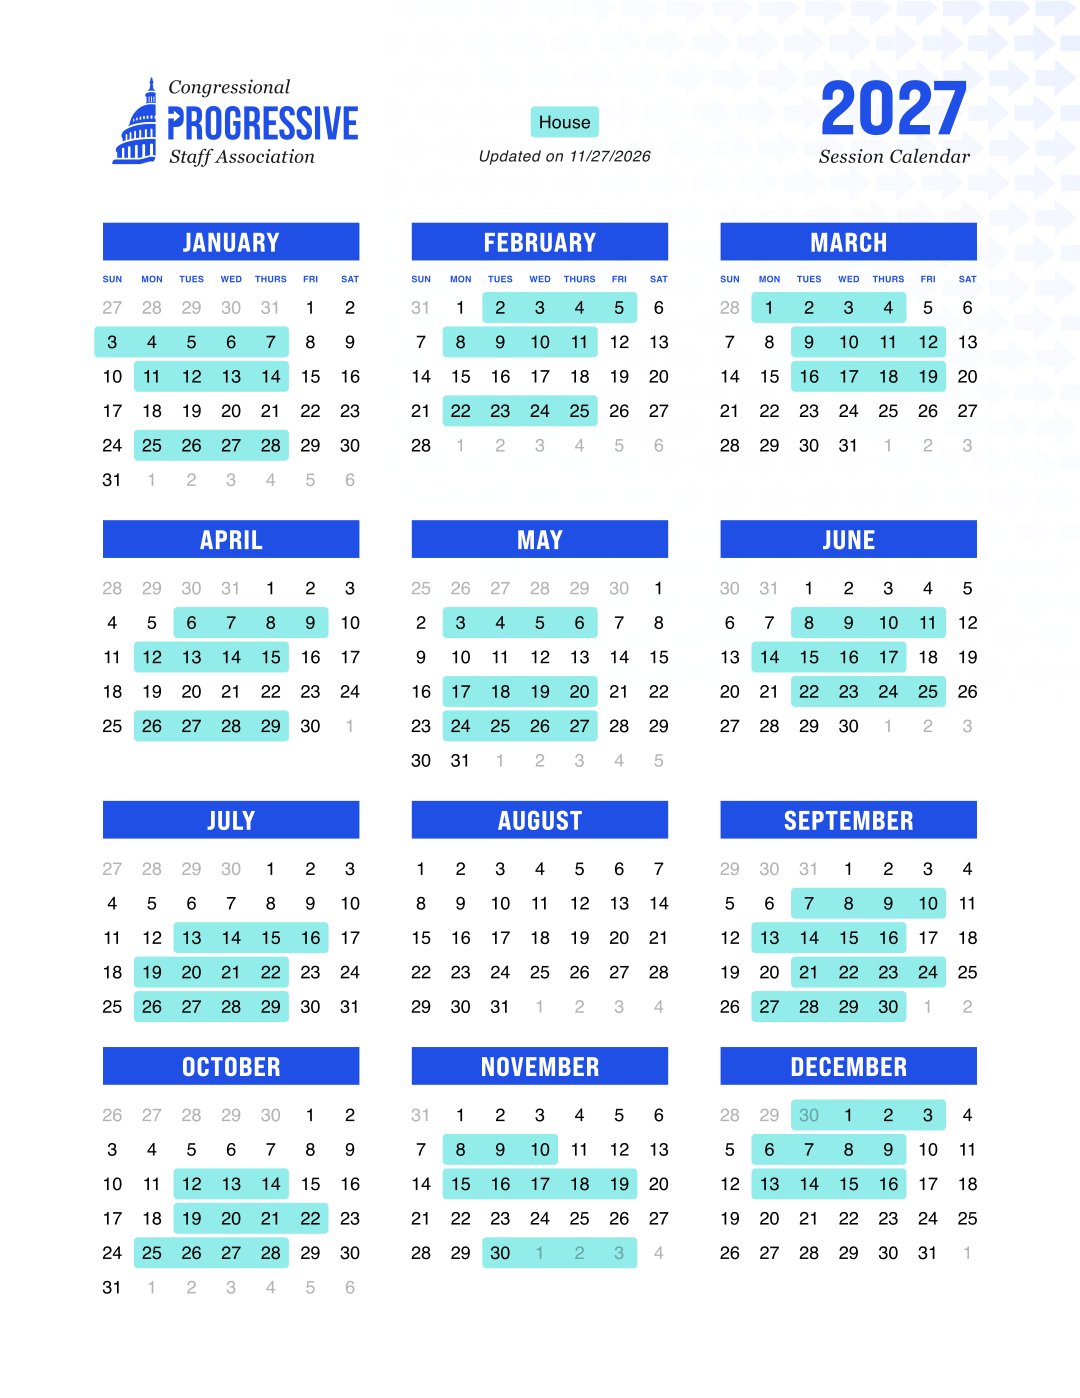 Congressional
PROGRESSIVE
Staff Association
House
Updated on 11/27/2026
2027
Session Calendar
JANUARY
SUN MON TUES WED THURS FRI SAT
27 28 29 30 31 1 2
3 4 5 6 7 8 9
10 11 12 13 14 15 16
17 18 19 20 21 22 23
24 25 26 27 28 29 30
31 1 2 3 4 5 6
FEBRUARY
SUN MON TUES WED THURS FRI SAT
31 1 2 3 4 5 6
7 8 9 10 11 12 13
14 15 16 17 18 19 20
21 22 23 24 25 26 27
28 1 2 3 4 5 6
MARCH
SUN MON TUES WED THURS FRI SAT
28 1 2 3 4 5 6
7 8 9 10 11 12 13
14 15 16 17 18 19 20
21 22 23 24 25 26 27
28 29 30 31 1 2 3
APRIL
28 29 30 31 1 2 3
4 5 6 7 8 9 10
11 12 13 14 15 16 17
18 19 20 21 22 23 24
25 26 27 28 29 30 1
MAY
25 26 27 28 29 30 1
2 3 4 5 6 7 8
9 10 11 12 13 14 15
16 17 18 19 20 21 22
23 24 25 26 27 28 29
30 31 1 2 3 4 5
JUNE
30 31 1 2 3 4 5
6 7 8 9 10 11 12
13 14 15 16 17 18 19
20 21 22 23 24 25 26
27 28 29 30 1 2 3
JULY
27 28 29 30 1 2 3
4 5 6 7 8 9 10
11 12 13 14 15 16 17
18 19 20 21 22 23 24
25 26 27 28 29 30 31
AUGUST
1 2 3 4 5 6 7
8 9 10 11 12 13 14
15 16 17 18 19 20 21
22 23 24 25 26 27 28
29 30 31 1 2 3 4
SEPTEMBER
29 30 31 1 2 3 4
5 6 7 8 9 10 11
12 13 14 15 16 17 18
19 20 21 22 23 24 25
26 27 28 29 30 1 2
OCTOBER
26 27 28 29 30 1 2
3 4 5 6 7 8 9
10 11 12 13 14 15 16
17 18 19 20 21 22 23
24 25 26 27 28 29 30
31 1 2 3 4 5 6
NOVEMBER
31 1 2 3 4 5 6
7 8 9 10 11 12 13
14 15 16 17 18 19 20
21 22 23 24 25 26 27
28 29 30 1 2 3 4
DECEMBER
28 29 30 1 2 3 4
5 6 7 8 9 10 11
12 13 14 15 16 17 18
19 20 21 22 23 24 25
26 27 28 29 30 31 1